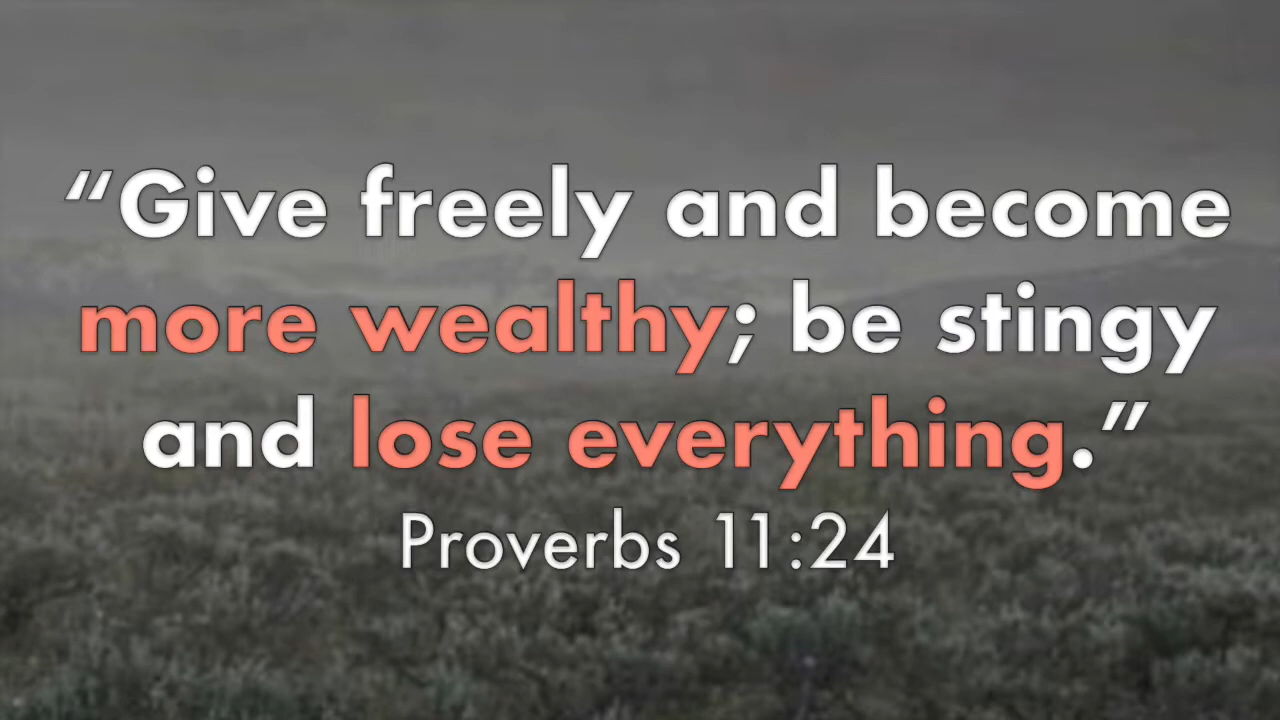 “Give freely and become
more wealthy; be stingy
and lose everything.”
Proverbs 11:24